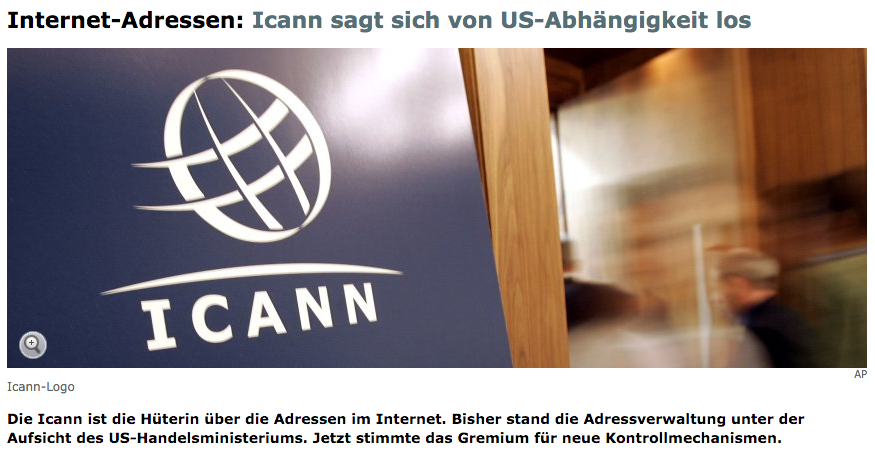 Internet-Adressen: Icann sagt sich von US-Abhängigkeit los
ICANN
AP
Icann-Logo
Die Icann ist die Hüterin über die Adressen im Internet. Bisher stand die Adressverwaltung unter der
Aufsicht des US-Handelsministeriums. Jetzt stimmte das Gremium für neue Kontrollmechanismen.